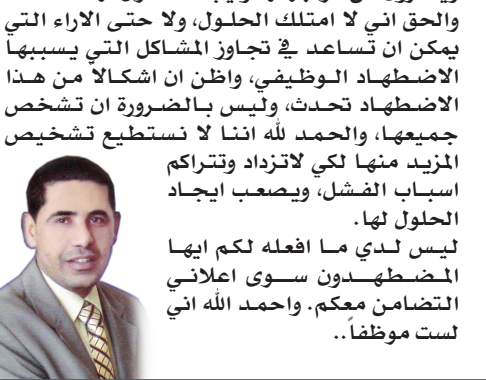 والحق اني لا امتلك الحلول، ولا حتى الاراء التي
يمكن ان تساعد في تجاوز المشاكل التي يسببها
الاضطهاد الوظيفي، واظن ان اشكالا من هذا
الاضطهاد تحدث، وليس بالضرورة ان تشخص
جميعها، والحمد لله اننا لا نستطيع تشخيص
المزيد منها لكي لاتزداد وتتراكم
اسباب الفشل، ويصعب ايجاد
الحلول لها.
ليس لدي ما افعله لكم ايها
المضطهدون سوى اعلاني
التضامن معكم. واحمد الله اني
لست موظفاً..